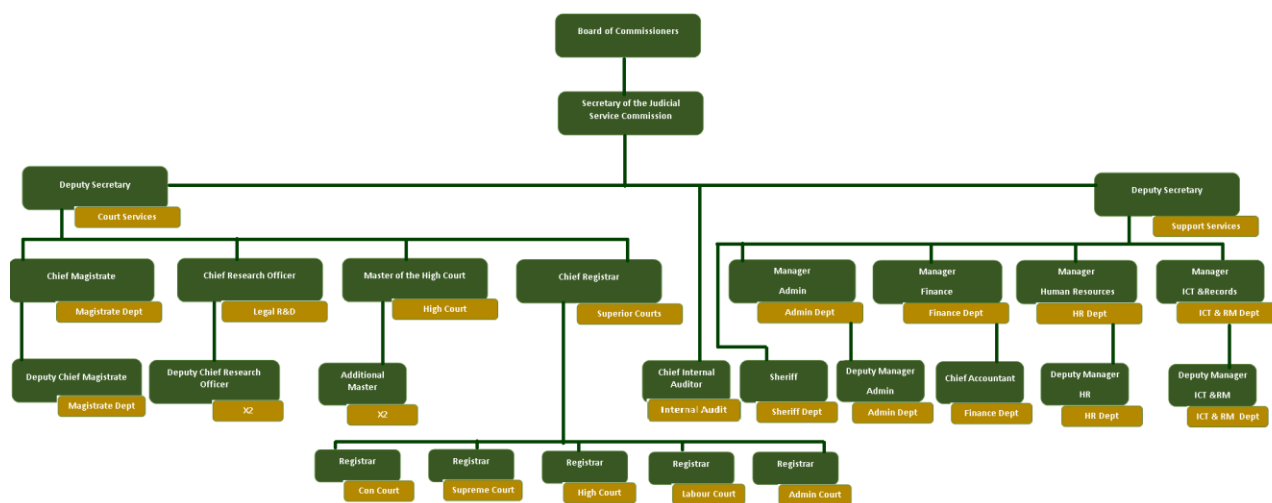 Board of Commissioners
Secretary of the Judicial
Service Commission
Deputy Secretary
Court Services
Deputy Secretary
Support Services
Chief Magistrate
Magistrate Dept
Chief Research Officer
Legal R&D
Master of the High Court
High Court
Chief Registrar
Superior Courts
Manager
Admin
Admin Dept
Manager
Finance
Finance Dept
Manager
Human Resources
HR Dept
Manager
ICT &Records
ICT & RM Dept
Deputy Chief Magistrate
Magistrate Dept
Deputy Chief Research
Officer
X2
Additional
Master
X2
Chief Internal
Auditor
Internal Audit
Sheriff
Sheriff Dept
Deputy Manager
Admin
Admin Dept
Chief Accountant
Finance Dept
Deputy Manager
HR
HR Dept
Deputy Manager
ICT &RM
ICT & RM Dept
Registrar
Con Court
Registrar
Supreme Court
Registrar
High Court
Registrar
Labour Court
Registrar
Admin Court